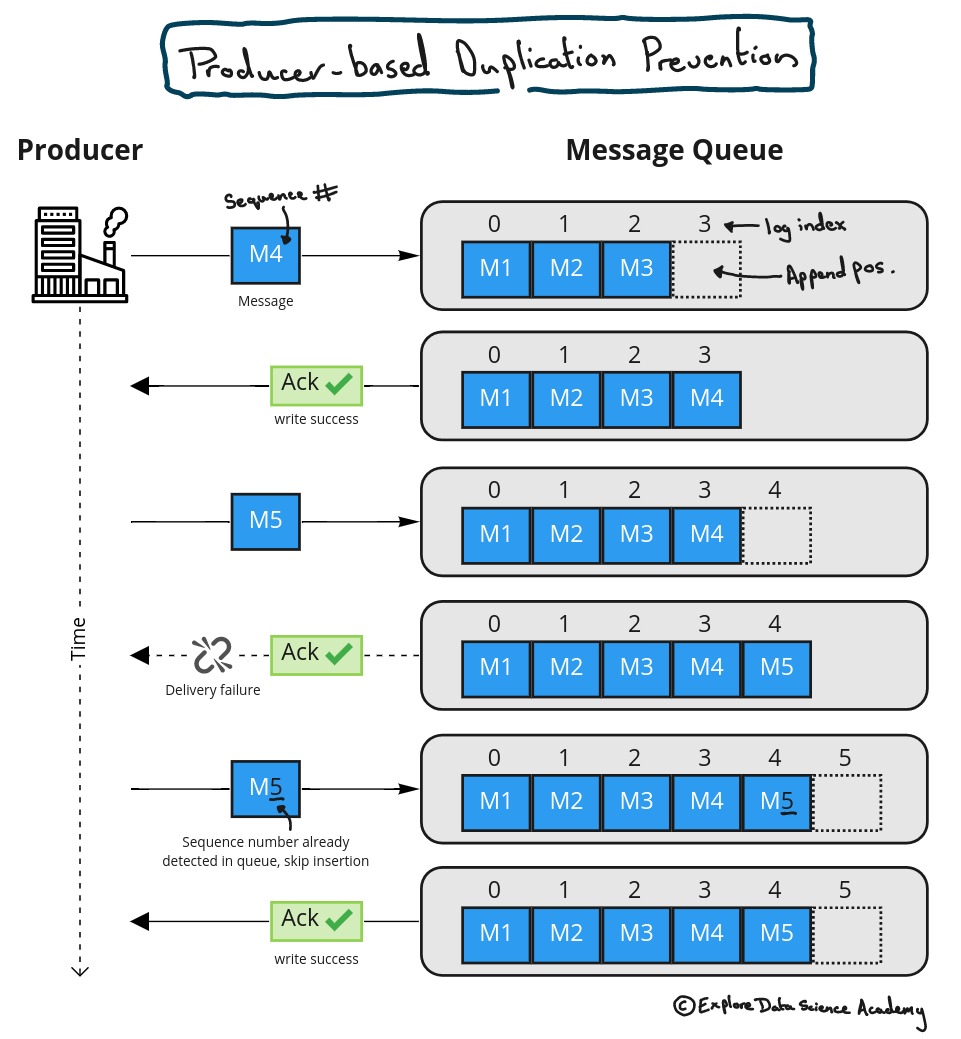 Producer-based Duplication Prevention
Producer
Message Queue
Sequence #
M4
Message
0 1 2 3
log index
M1 M2 M3
Append pos.
Ack
write success
0 1 2 3
M1 M2 M3 M4
M5
0 1 2 3 4
M1 M2 M3 M4
Time
Ack
Delivery failure
0 1 2 3 4
M1 M2 M3 M4 M5
M5
Sequence number already
detected in queue, skip insertion
0 1 2 3 4 5
M1 M2 M3 M4 M5
Ack
write success
0 1 2 3 4 5
M1 M2 M3 M4 M5
© Explore Data Science Academy